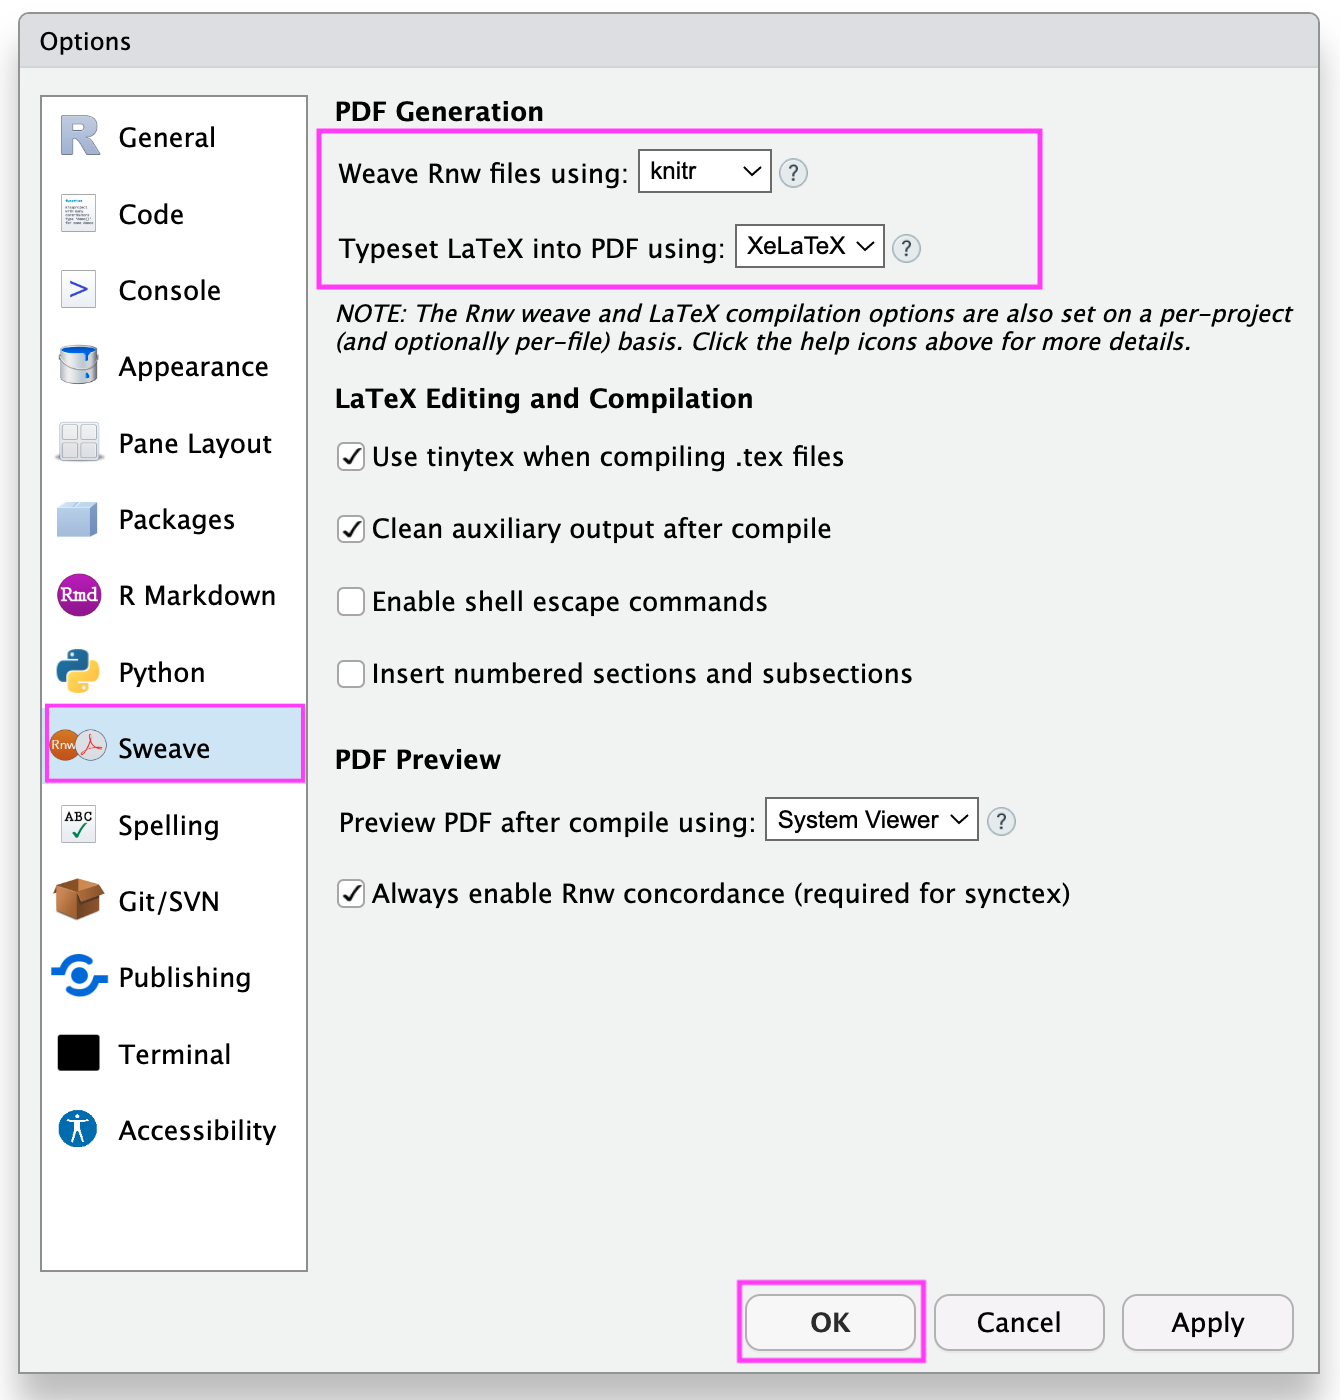 Options
General
Code
Console
Appearance
Pane Layout
Packages
Rmd R Markdown
Python
Rnw Sweave
ABC Spelling
Git/SVN
Publishing
Terminal
Accessibility
PDF Generation
Weave Rnw files using: knitr ?
Typeset LaTeX into PDF using: XeLaTeX ?
NOTE: The Rnw weave and LaTeX compilation options are also set on a per-project
(and optionally per-file) basis. Click the help icons above for more details.
LaTeX Editing and Compilation
Use tinytex when compiling .tex files
Clean auxiliary output after compile
Enable shell escape commands
Insert numbered sections and subsections
PDF Preview
Preview PDF after compile using: System Viewer ?
Always enable Rnw concordance (required for synctex)
OK Cancel Apply